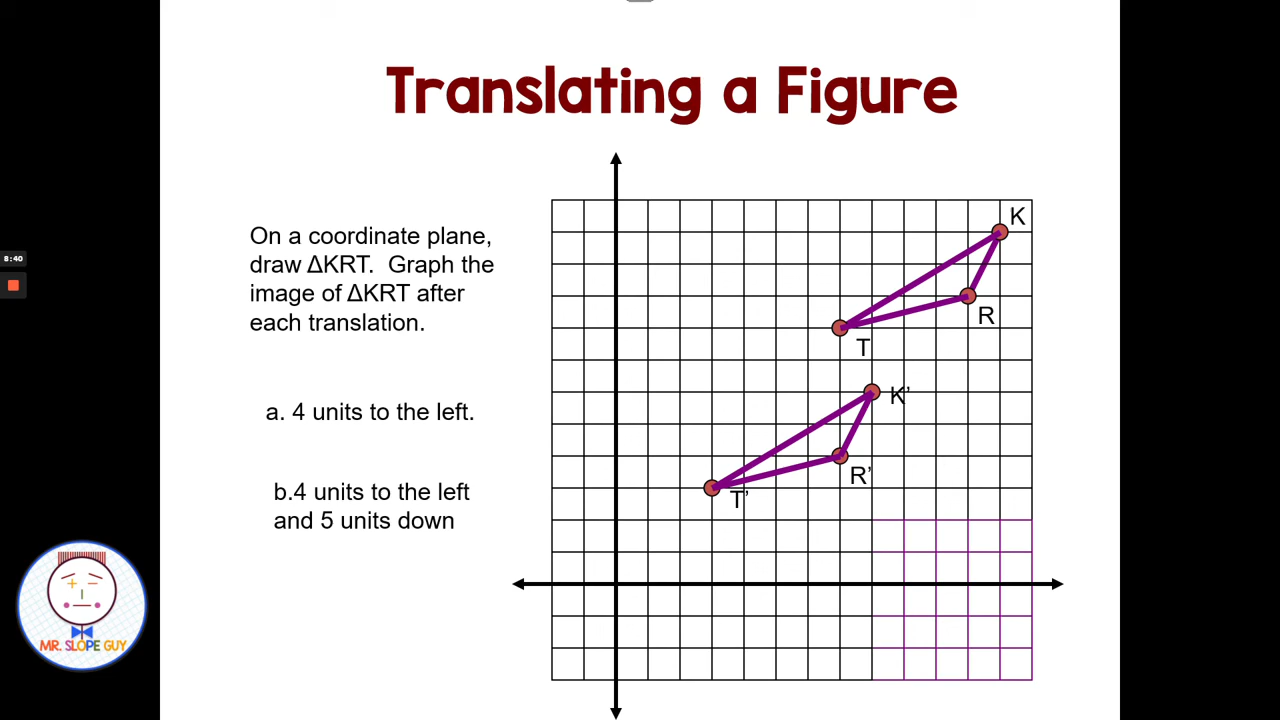 Translating a Figure
On a coordinate plane,
draw ΔKRT.  Graph the
image of ΔKRT after
each translation.
a. 4 units to the left.
b.4 units to the left
and 5 units down
K
R
T
K’
R’
T’
8:40
MR. SLOPE GUY